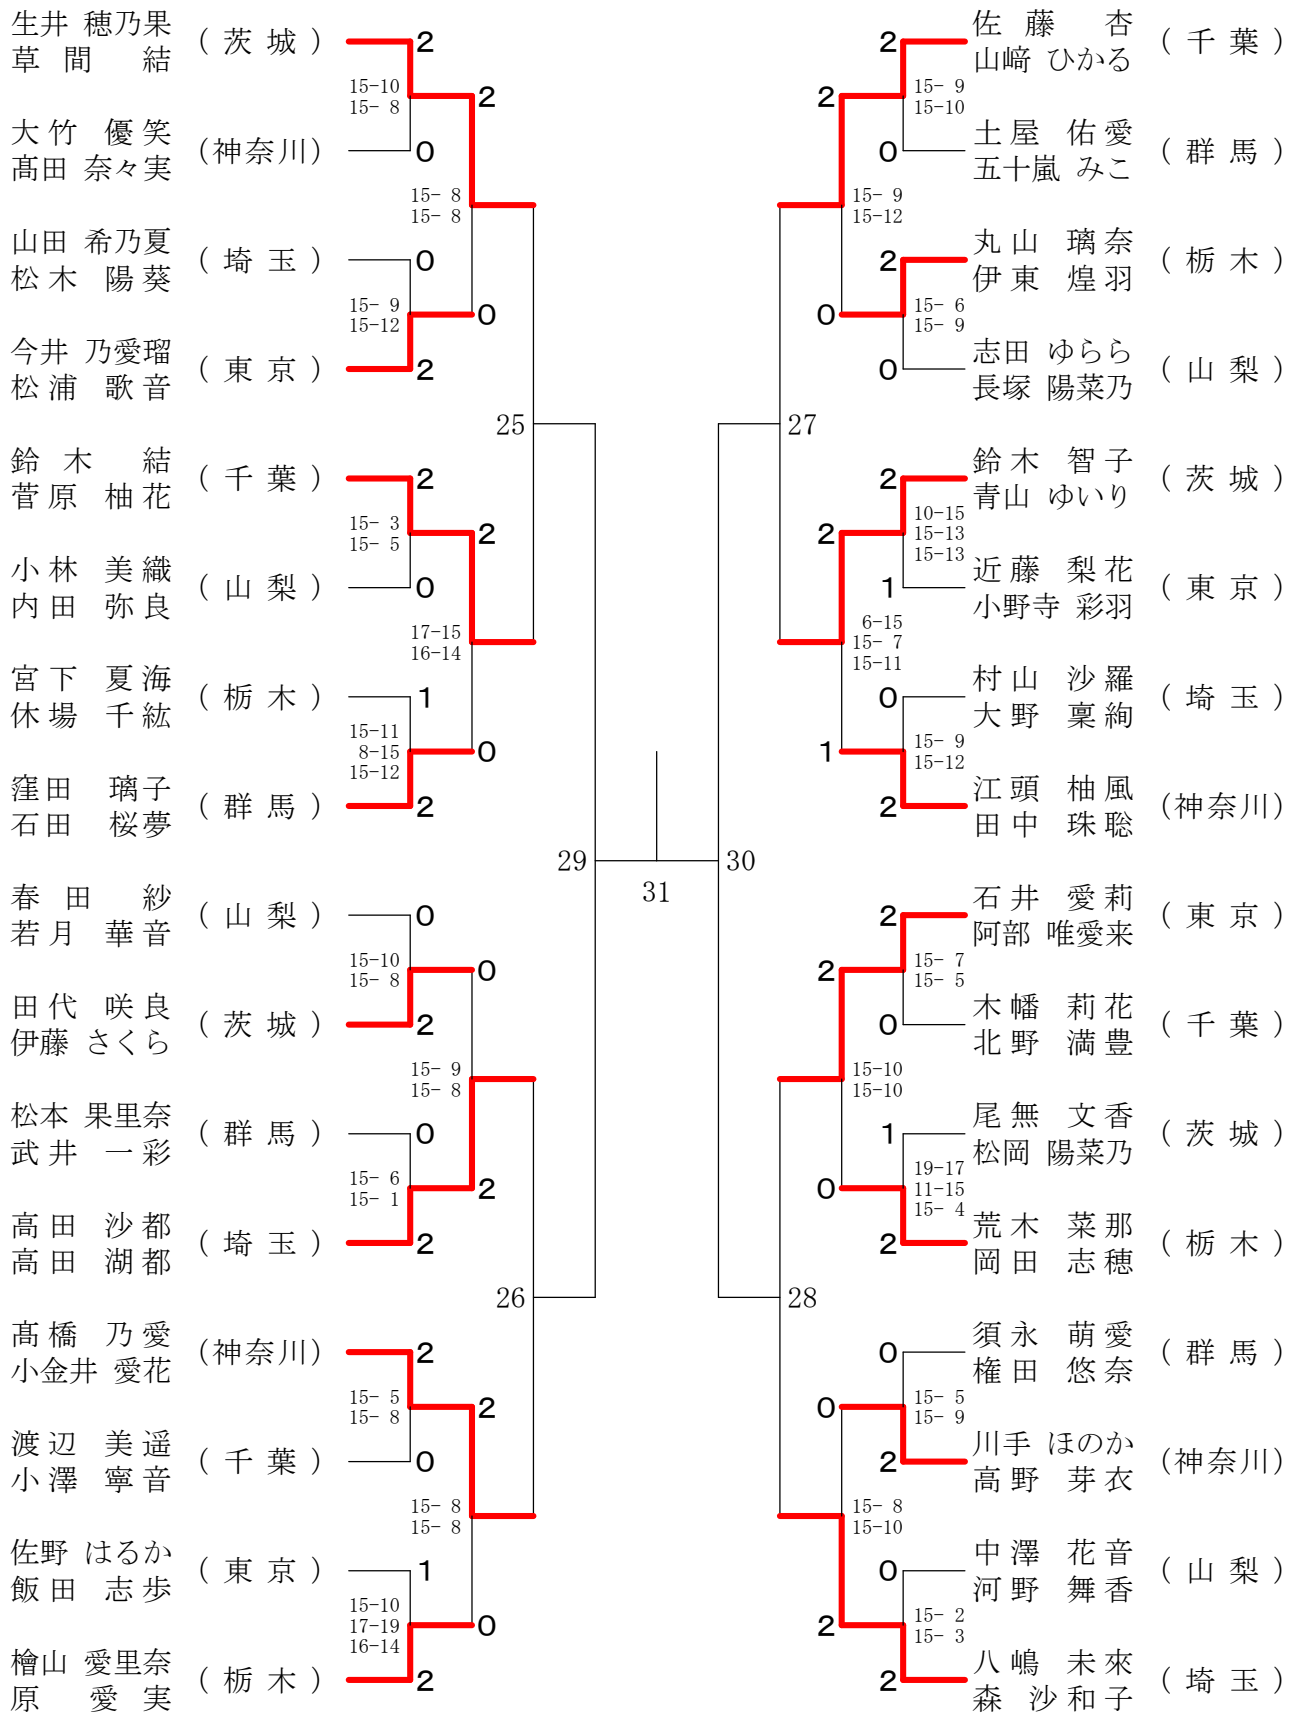 生井 穂乃果
草間 結
(茨城)
2
15-10
15- 8
2
大竹 優笑
髙田 奈々実
(神奈川)
0
15- 8
15- 8
山田 希乃夏
松木 陽葵
(埼玉)
0
15- 9
15-12
0
今井 乃愛瑠
松浦 歌音
(東京)
2
25
鈴木 結
菅原 柚花
(千葉)
2
15- 3
15- 5
2
小林 美織
内田 弥良
(山梨)
0
17-15
16-14
宮下 夏海
休場 千紘
(栃木)
1
15-11
8-15
15-12
0
窪田 璃子
石田 桜夢
(群馬)
2
29
春田 紗
若月 華音
(山梨)
0
15-10
15- 8
0
田代 咲良
伊藤 さくら
(茨城)
2
15- 9
15- 8
松本 果里奈
武井 一彩
(群馬)
0
15- 6
15- 1
2
高田 沙都
高田 湖都
(埼玉)
2
26
髙橋 乃愛
小金井 愛花
(神奈川)
2
15- 5
15- 8
2
渡辺 美遥
小澤 寧音
(千葉)
0
15- 8
15- 8
佐野 はるか
飯田 志歩
(東京)
1
15-10
17-19
16-14
0
檜山 愛里奈
原 愛実
(栃木)
2
31
佐藤 杏
山﨑 ひかる
(千葉)
2
15- 9
15-10
2
土屋 佑愛
五十嵐 みこ
(群馬)
0
15- 9
15-12
丸山 璃奈
伊東 煌羽
(栃木)
2
15- 6
15- 9
0
志田 ゆらら
長塚 陽菜乃
(山梨)
0
27
鈴木 智子
青山 ゆいり
(茨城)
2
10-15
15-13
15-13
2
近藤 梨花
小野寺 彩羽
(東京)
1
6-15
15- 7
15-11
村山 沙羅
大野 稟絢
(埼玉)
0
15- 9
15-12
1
江頭 柚風
田中 珠聡
(神奈川)
2
30
石井 愛莉
阿部 唯愛来
(東京)
2
15- 7
15- 5
2
木幡 莉花
北野 満豊
(千葉)
0
15-10
15-10
尾無 文香
松岡 陽菜乃
(茨城)
1
19-17
11-15
15- 4
0
荒木 菜那
岡田 志穂
(栃木)
2
28
須永 萌愛
権田 悠奈
(群馬)
0
15- 5
15- 9
0
川手 ほのか
高野 芽衣
(神奈川)
2
15- 8
15-10
中澤 花音
河野 舞香
(山梨)
0
15- 2
15- 3
2
八嶋 未來
森 沙和子
(埼玉)
2